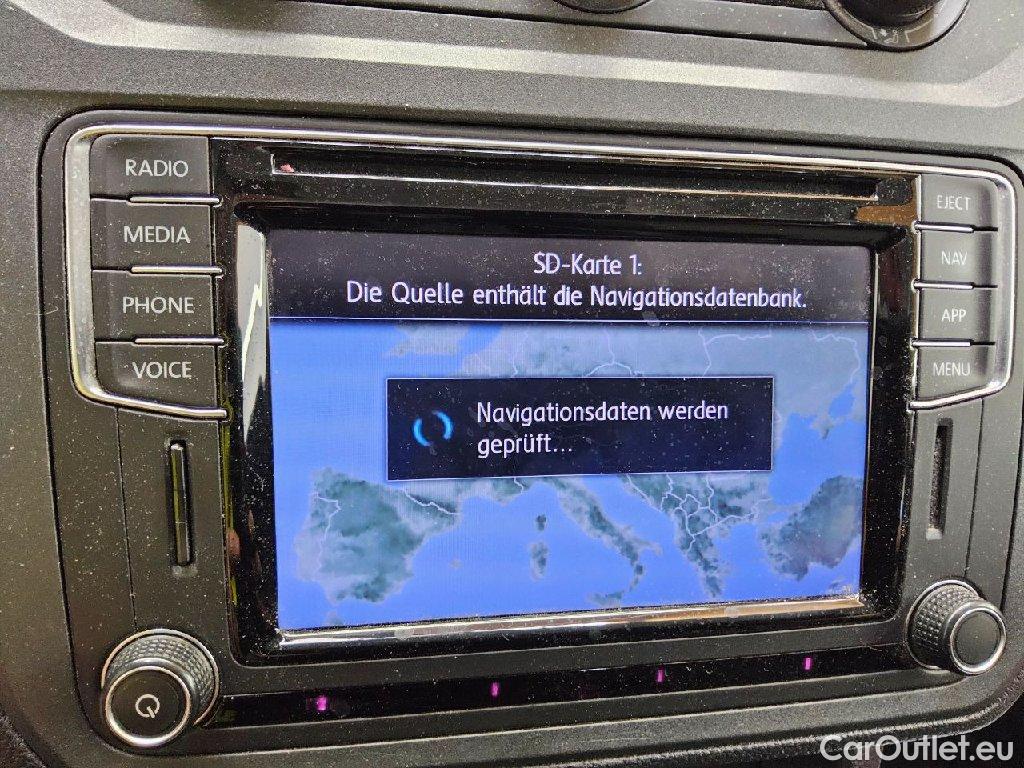 RADIO
MEDIA
PHONE
VOICE
EJECT
NAV
APP
MENU
SD-Karte 1:
Die Quelle enthält die Navigationsdatenbank.
Navigationsdaten werden
geprüft...
CarOutlet.eu